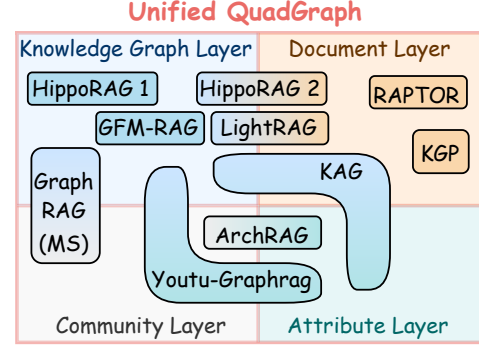 Unified QuadGraph
Knowledge Graph Layer
Document Layer
HippoRAG 1
HippoRAG 2
RAPTOR
GFM-RAG
LightRAG
KGP
Graph
RAG
(MS)
KAG
ArchRAG
Youtu-Graphrag
Community Layer
Attribute Layer